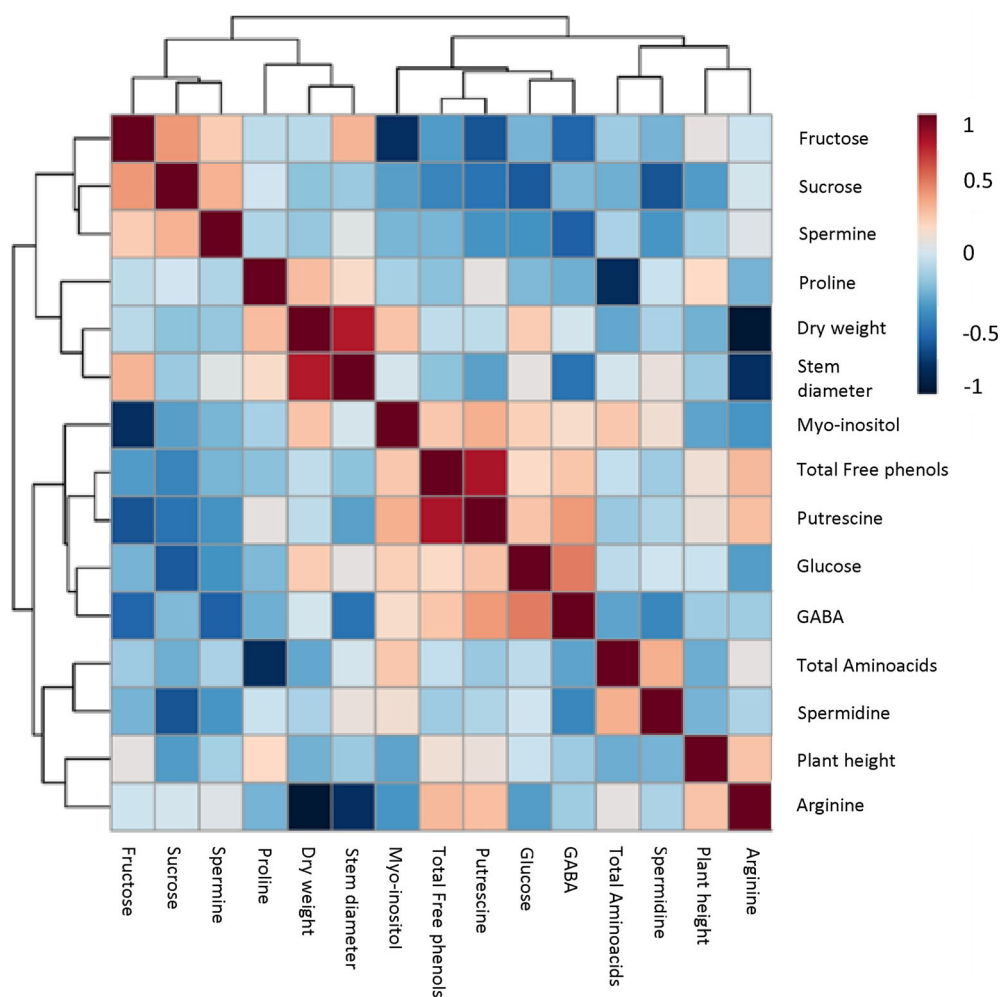 Fructose
Sucrose
Spermine
Proline
Dry weight
Stem
diameter
Myo-inositol
Total Free phenols
Putrescine
Glucose
GABA
Total Aminoacids
Spermidine
Plant height
Arginine
1
0.5
0
-0.5
-1
Fructose
Sucrose
Spermine
Proline
Dry weight
Stem diameter
Myo-inositol
Total Free phenols
Putrescine
Glucose
GABA
Total Aminoacids
Spermidine
Plant height
Arginine